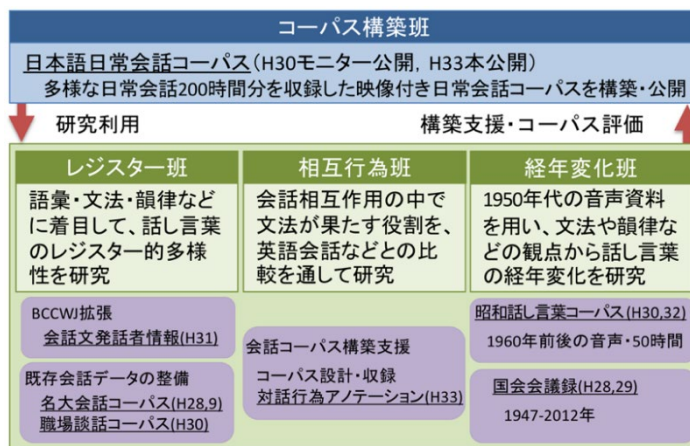 コーパス構築班
日本語日常会話コーパス(H30モニター公開, H33本公開)
多様な日常会話200時間分を収録した映像付き日常会話コーパスを構築・公開
研究利用
構築支援・コーパス評価
レジスター班
語彙・文法・韻律など
に着目して、話し言葉
のレジスター的多様
性を研究
BCCWJ拡張
会話文発話者情報(H31)
既存会話データの整備
名大会話コーパス(H28,9)
職場談話コーパス(H30)
相互行為班
会話相互作用の中で
文法が果たす役割を、
英語会話などとの比
較を通して研究
会話コーパス構築支援
コーパス設計・収録
対話行為アノテーション(H33)
経年変化班
1950年代の音声資料
を用い、文法や韻律な
どの観点から話し言葉
の経年変化を研究
昭和話し言葉コーパス(H30,32)
1960年前後の音声・50時間
国会会議録(H28,29)
1947-2012年